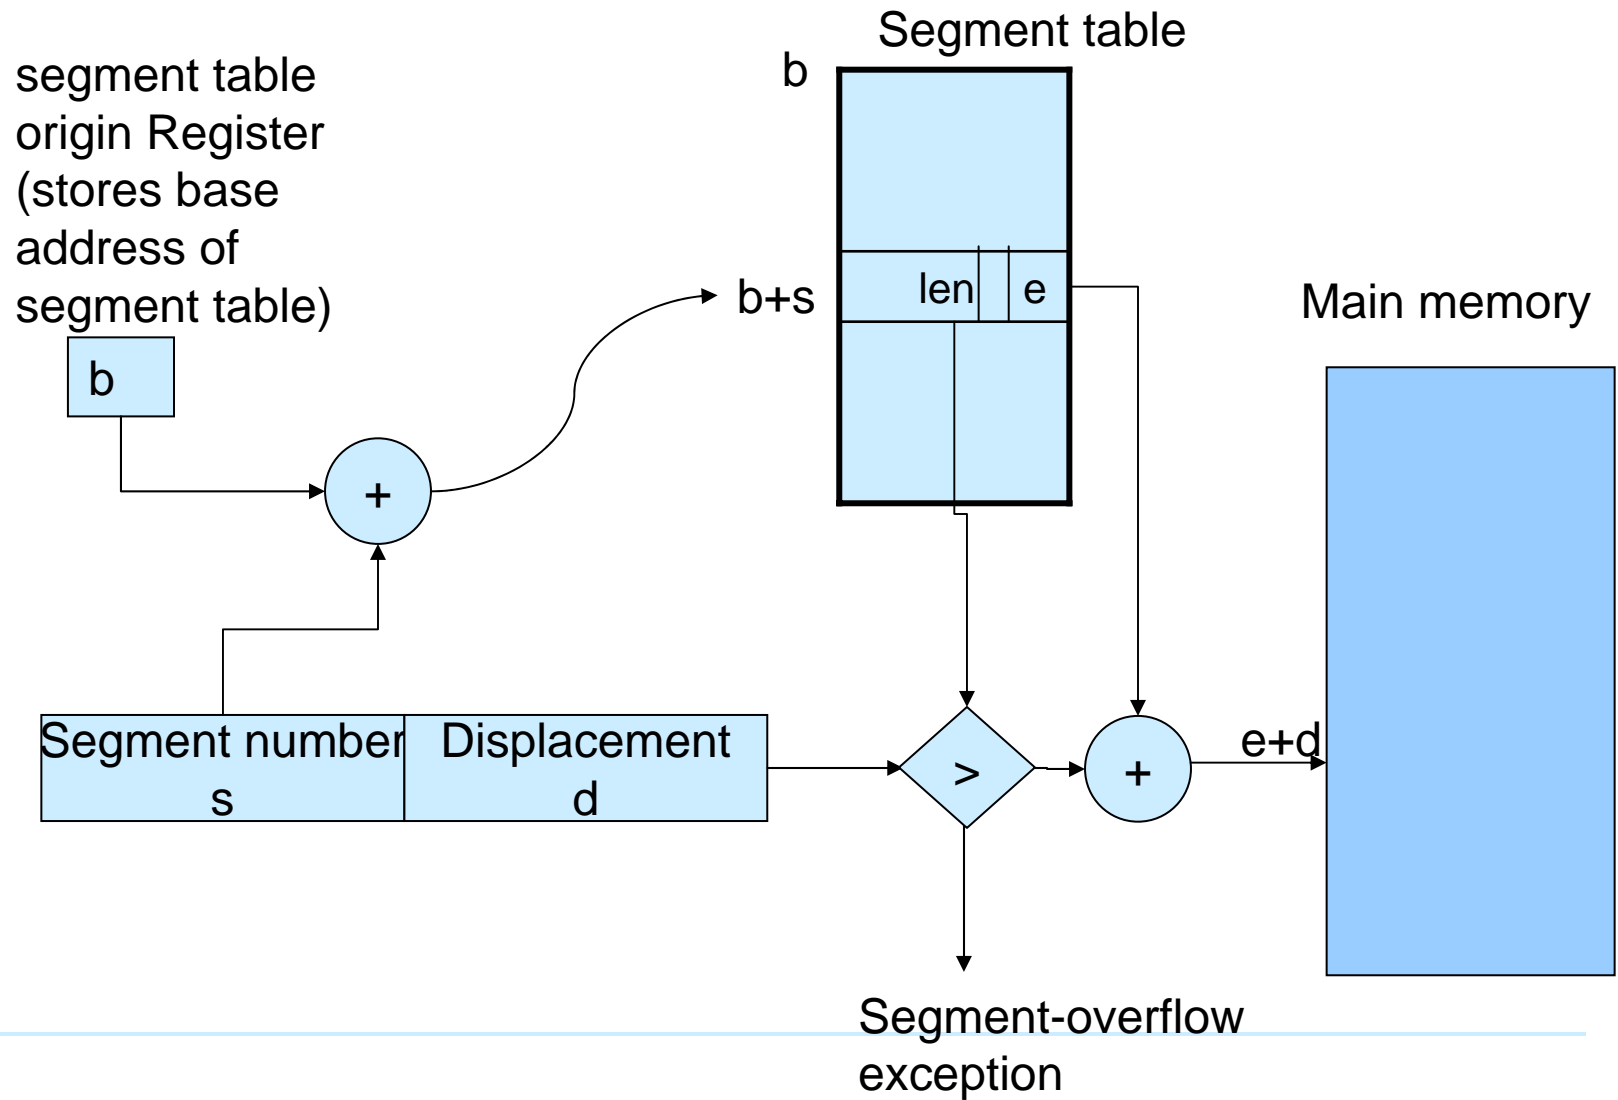 Segment table
segment table
origin Register
(stores base
address of
segment table)
b
b
b+s
len
e
Main memory
+
Segment number
s
Displacement
d
>
+
e+d
Segment-overflow
exception